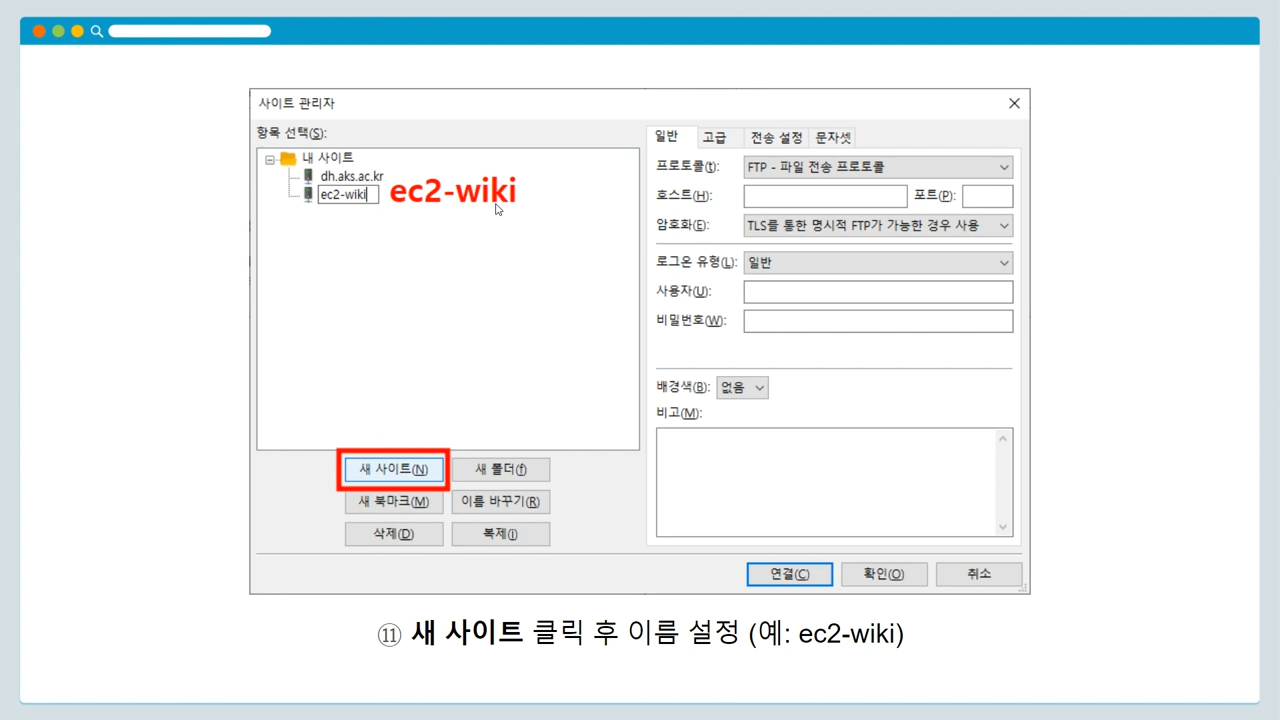 사이트 관리자
항목 선택(S):
내 사이트
dh.aks.ac.kr
ec2-wiki
ec2-wiki
새 사이트(N)
새 폴더(f)
새 북마크(M)
이름 바꾸기(R)
삭제(D)
복제(I)
일반
고급
전송 설정
문자셋
프로토콜(t):
FTP - 파일 전송 프로토콜
호스트(H):
포트(P):
암호화(E):
TLS를 통한 명시적 FTP가 가능한 경우 사용
로그온 유형(L):
일반
사용자(U):
비밀번호(W):
배경색(B):
없음
비고(M):
연결(C)
확인(O)
취소
⑪ 새 사이트 클릭 후 이름 설정 (예: ec2-wiki)